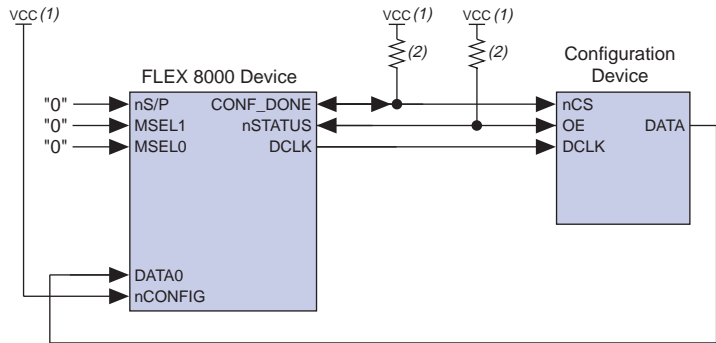 VCC (1)
VCC (1)
VCC (1)
(2)
(2)
FLEX 8000 Device
Configuration
Device
"0"
nS/P
CONF_DONE
nCS
"0"
MSEL1
nSTATUS
OE
DATA
"0"
MSEL0
DCLK
DCLK
DATA0
nCONFIG